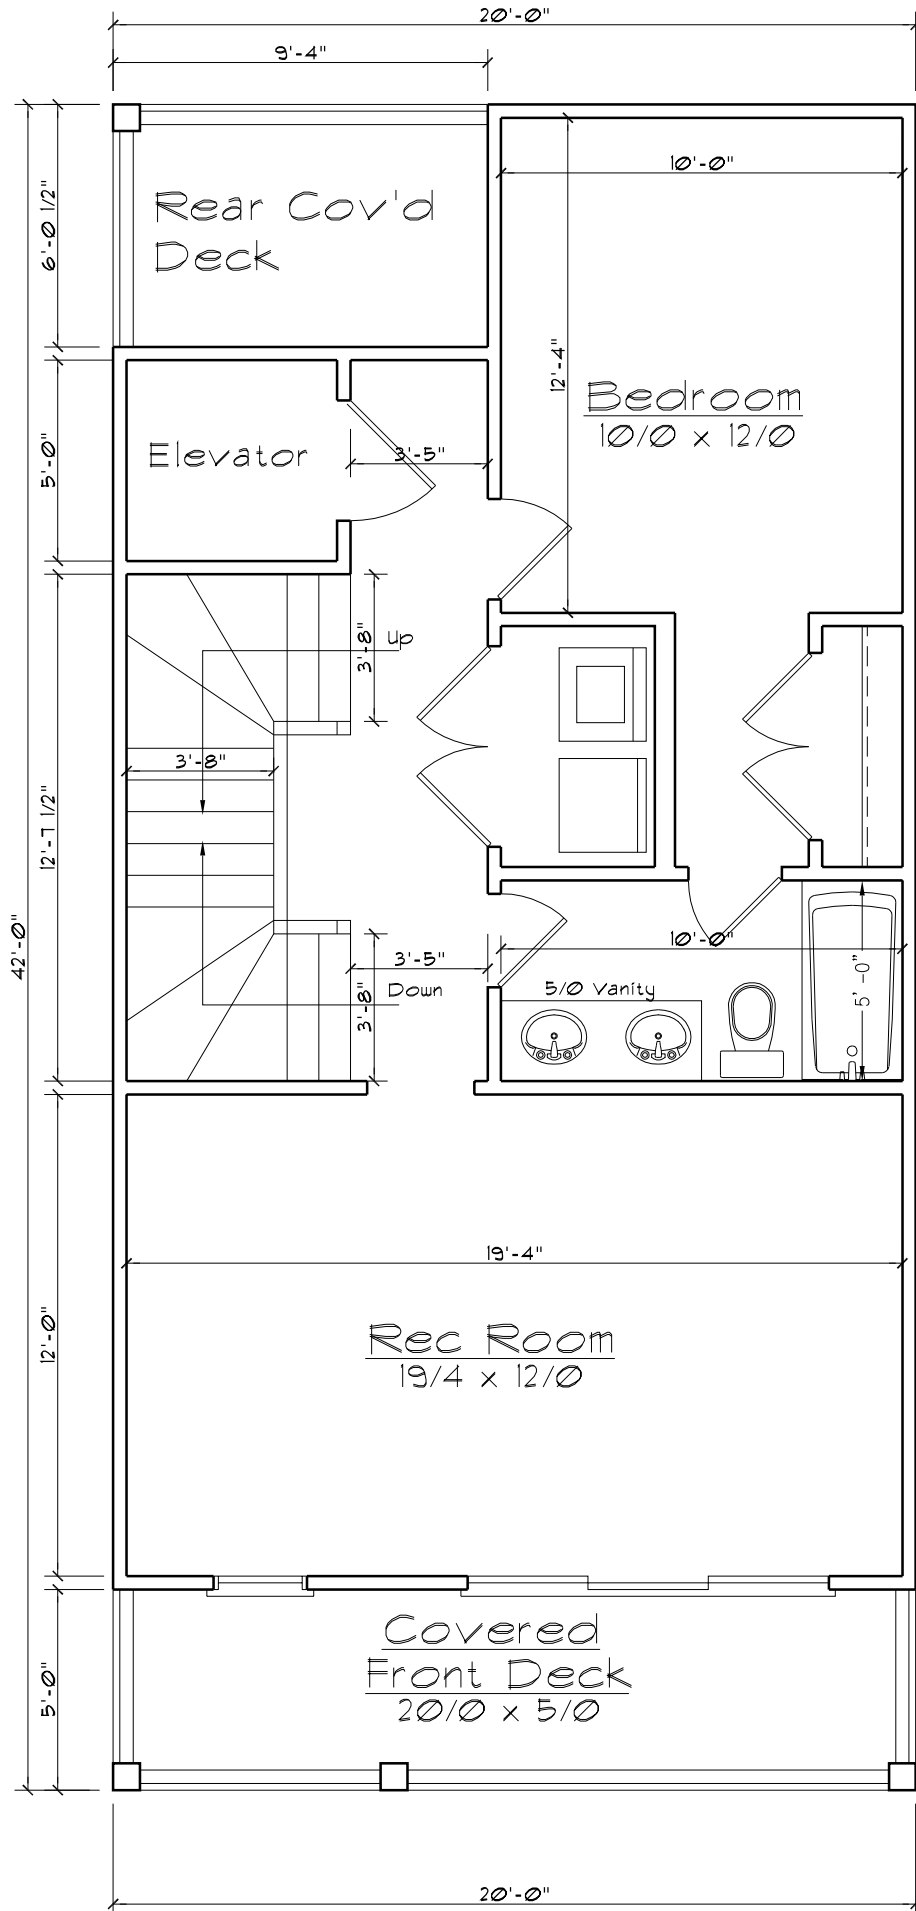 20'-0"
9'-4"
10'-0"
6'-0 1/2"
Rear Cov'd
Deck
12'-4"
Bedroom
10/0 x 12/0
5'-0"
Elevator
3'-5"
3'-8"
up
3'-8"
12'-7 1/2"
42'-0"
10'-0"
3'-5"
3'-8"
Down
5/0 Vanity
5' -0"
19'-4"
12'-0"
Rec Room
19/4 x 12/0
Covered
Front Deck
20/0 x 5/0
5'-0"
20'-0"